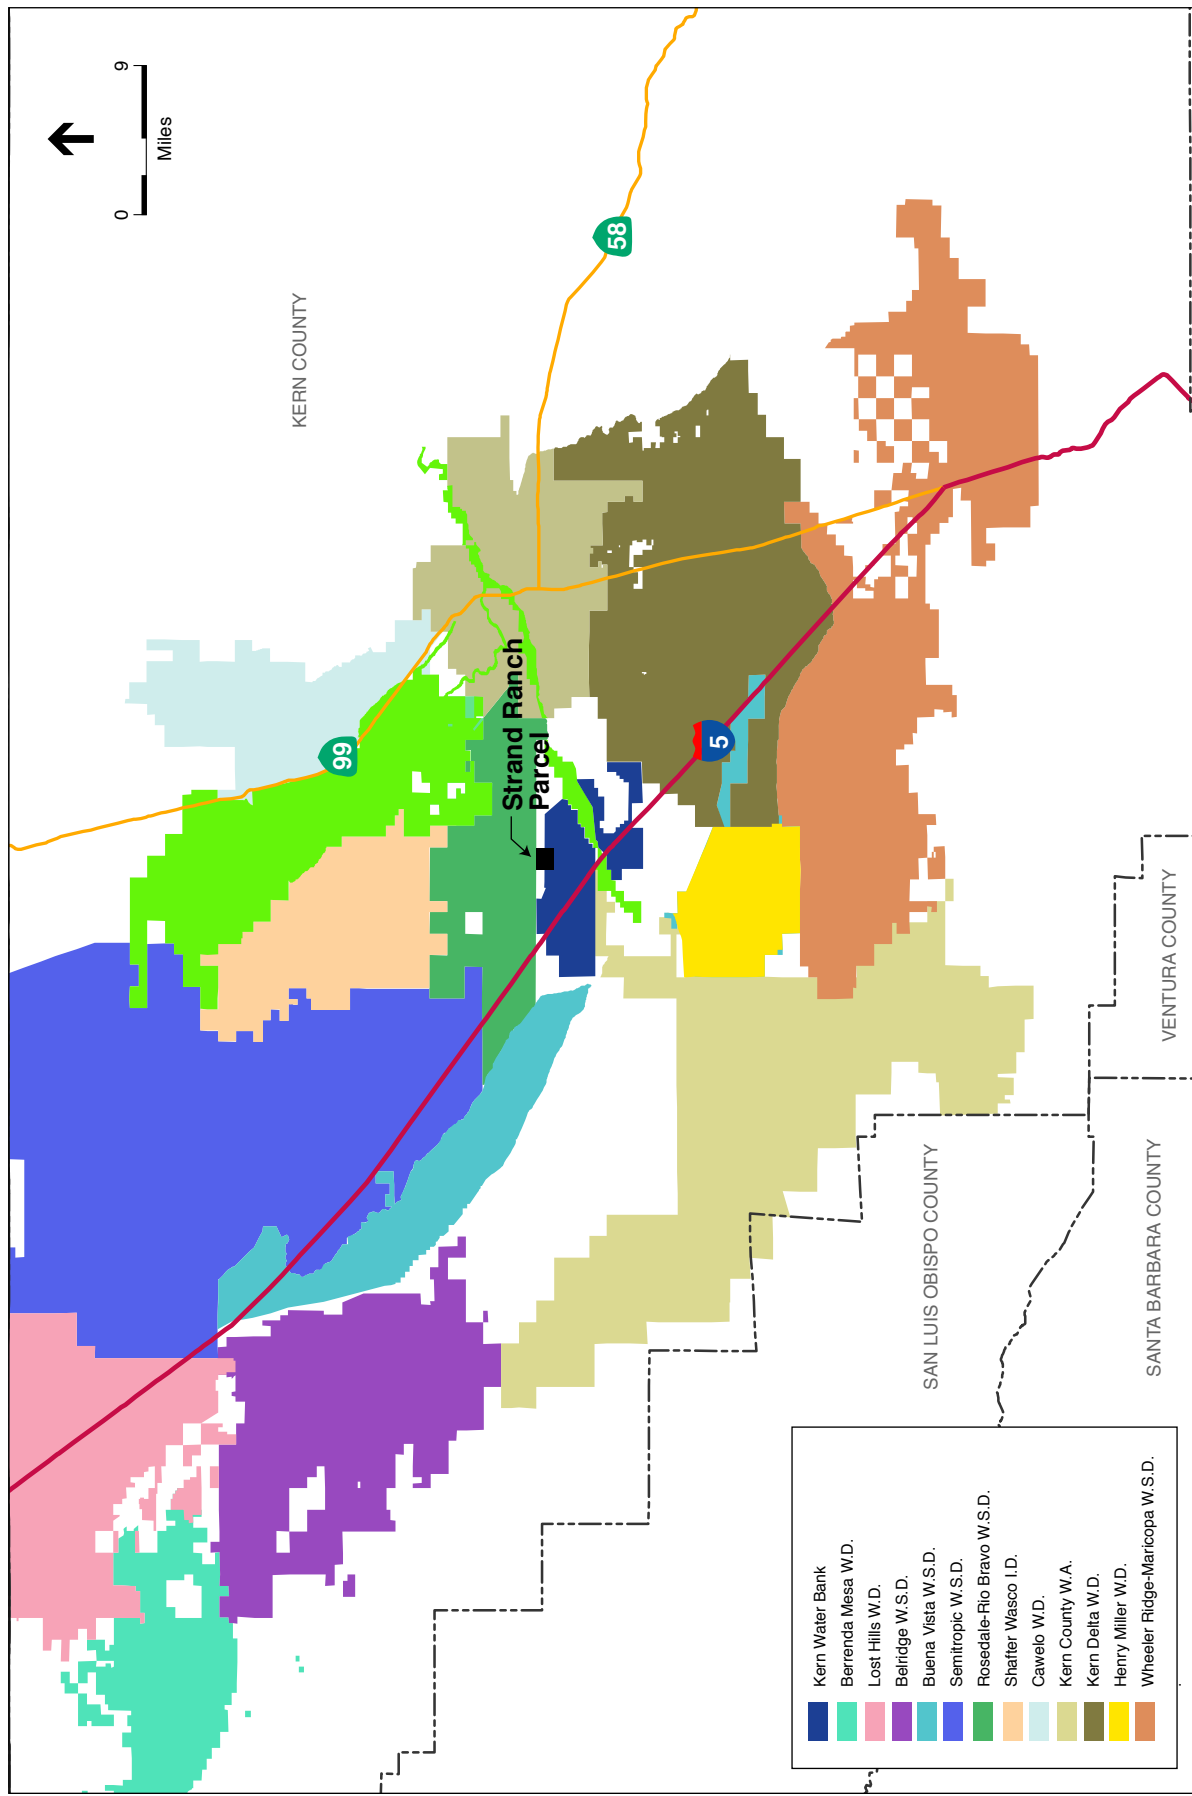 0
9
Miles
KERN COUNTY
58
99
Strand Ranch
Parcel
5
SAN LUIS OBISPO COUNTY
VENTURA COUNTY
SANTA BARBARA COUNTY
Kern Water Bank
Berrenda Mesa W.D.
Lost Hills W.D.
Belridge W.S.D.
Buena Vista W.S.D.
Semitropic W.S.D.
Rosedale-Rio Bravo W.S.D.
Shafter Wasco I.D.
Cawelo W.D.
Kern County W.A.
Kern Delta W.D.
Henry Miller W.D.
Wheeler Ridge-Maricopa W.S.D.